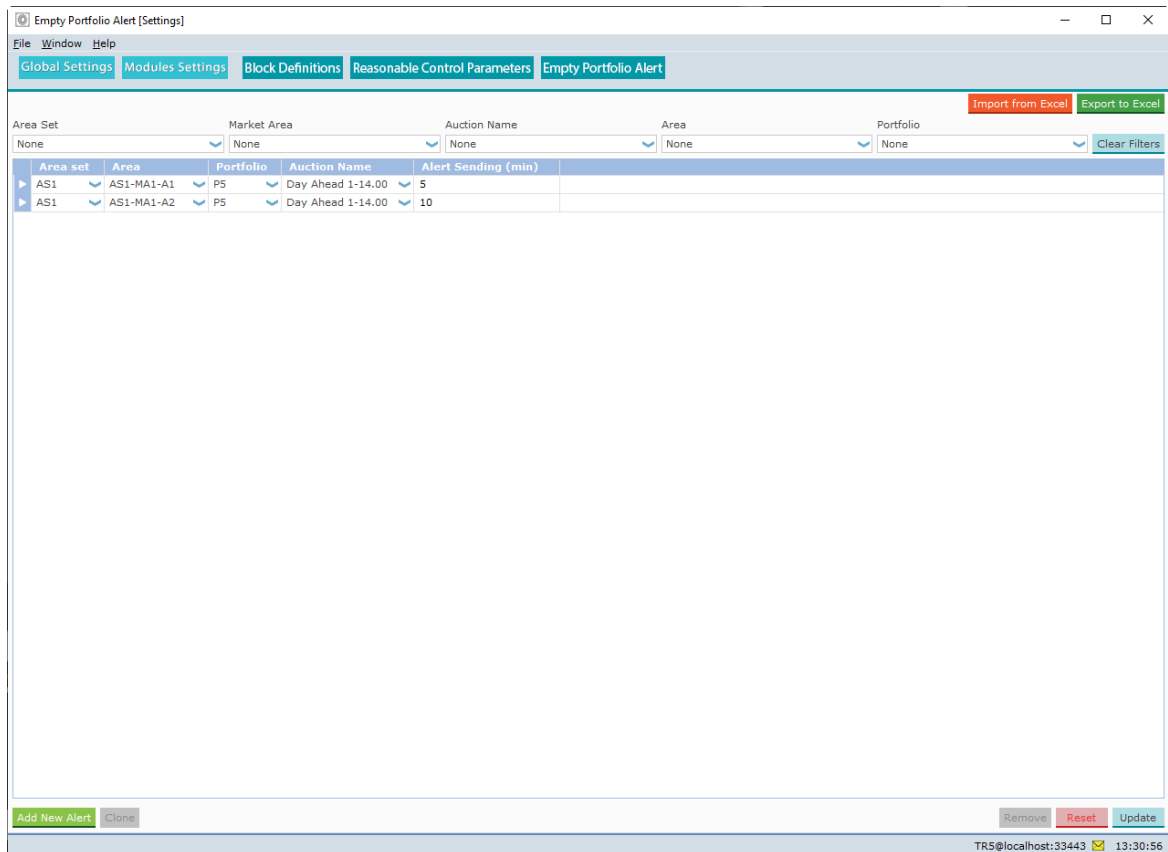 Empty Portfolio Alert [Settings]
File Window Help
Global Settings Modules Settings Block Definitions Reasonable Control Parameters Empty Portfolio Alert
Import from Excel Export to Excel
Area Set Market Area Auction Name Area Portfolio
None None None None None Clear Filters
Area set Area Portfolio Auction Name Alert Sending (min)
AS1 AS1-MA1-A1 P5 Day Ahead 1-14.00 5
AS1 AS1-MA1-A2 P5 Day Ahead 1-14.00 10
Add New Alert Clone Remove Reset Update
TR5@localhost:33443 13:30:56